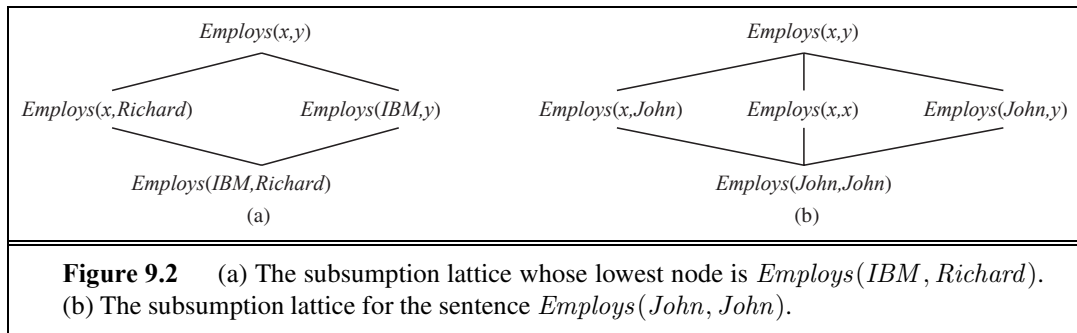 Employs(x,y) Employs(x,y)
Employs(x,Richard) Employs(IBM,y) Employs(x,John) Employs(x,x) Employs(John,y)
Employs(IBM,Richard) Employs(John,John)
(a) (b)
Figure 9.2 (a) The subsumption lattice whose lowest node is Employs(IBM, Richard).
(b) The subsumption lattice for the sentence Employs(John, John).